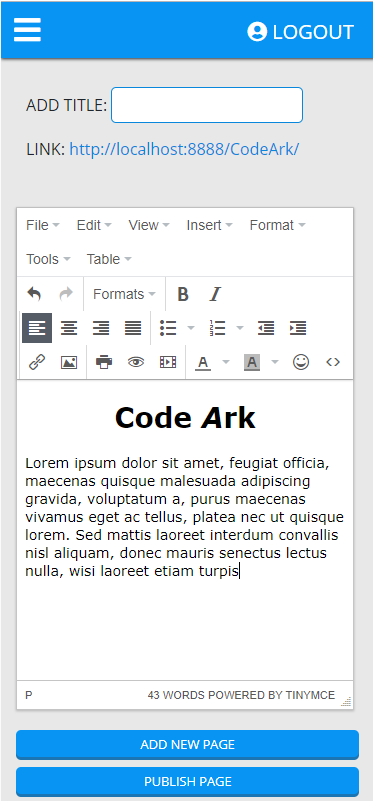 LOGOUT
ADD TITLE:
LINK: http://localhost:8888/CodeArk/
File Edit View Insert Format
Tools Table
Formats B I
A A
Code Ark
Lorem ipsum dolor sit amet, feugiat officia,
maecenas quisque malesuada adipiscing
gravida, voluptatum a, purus maecenas
vivamus eget ac tellus, platea nec ut quisque
lorem. Sed mattis laoreet interdum convallis
nisl aliquam, donec mauris senectus lectus
nulla, wisi laoreet etiam turpis
P 43 WORDS POWERED BY TINYMCE
ADD NEW PAGE
PUBLISH PAGE